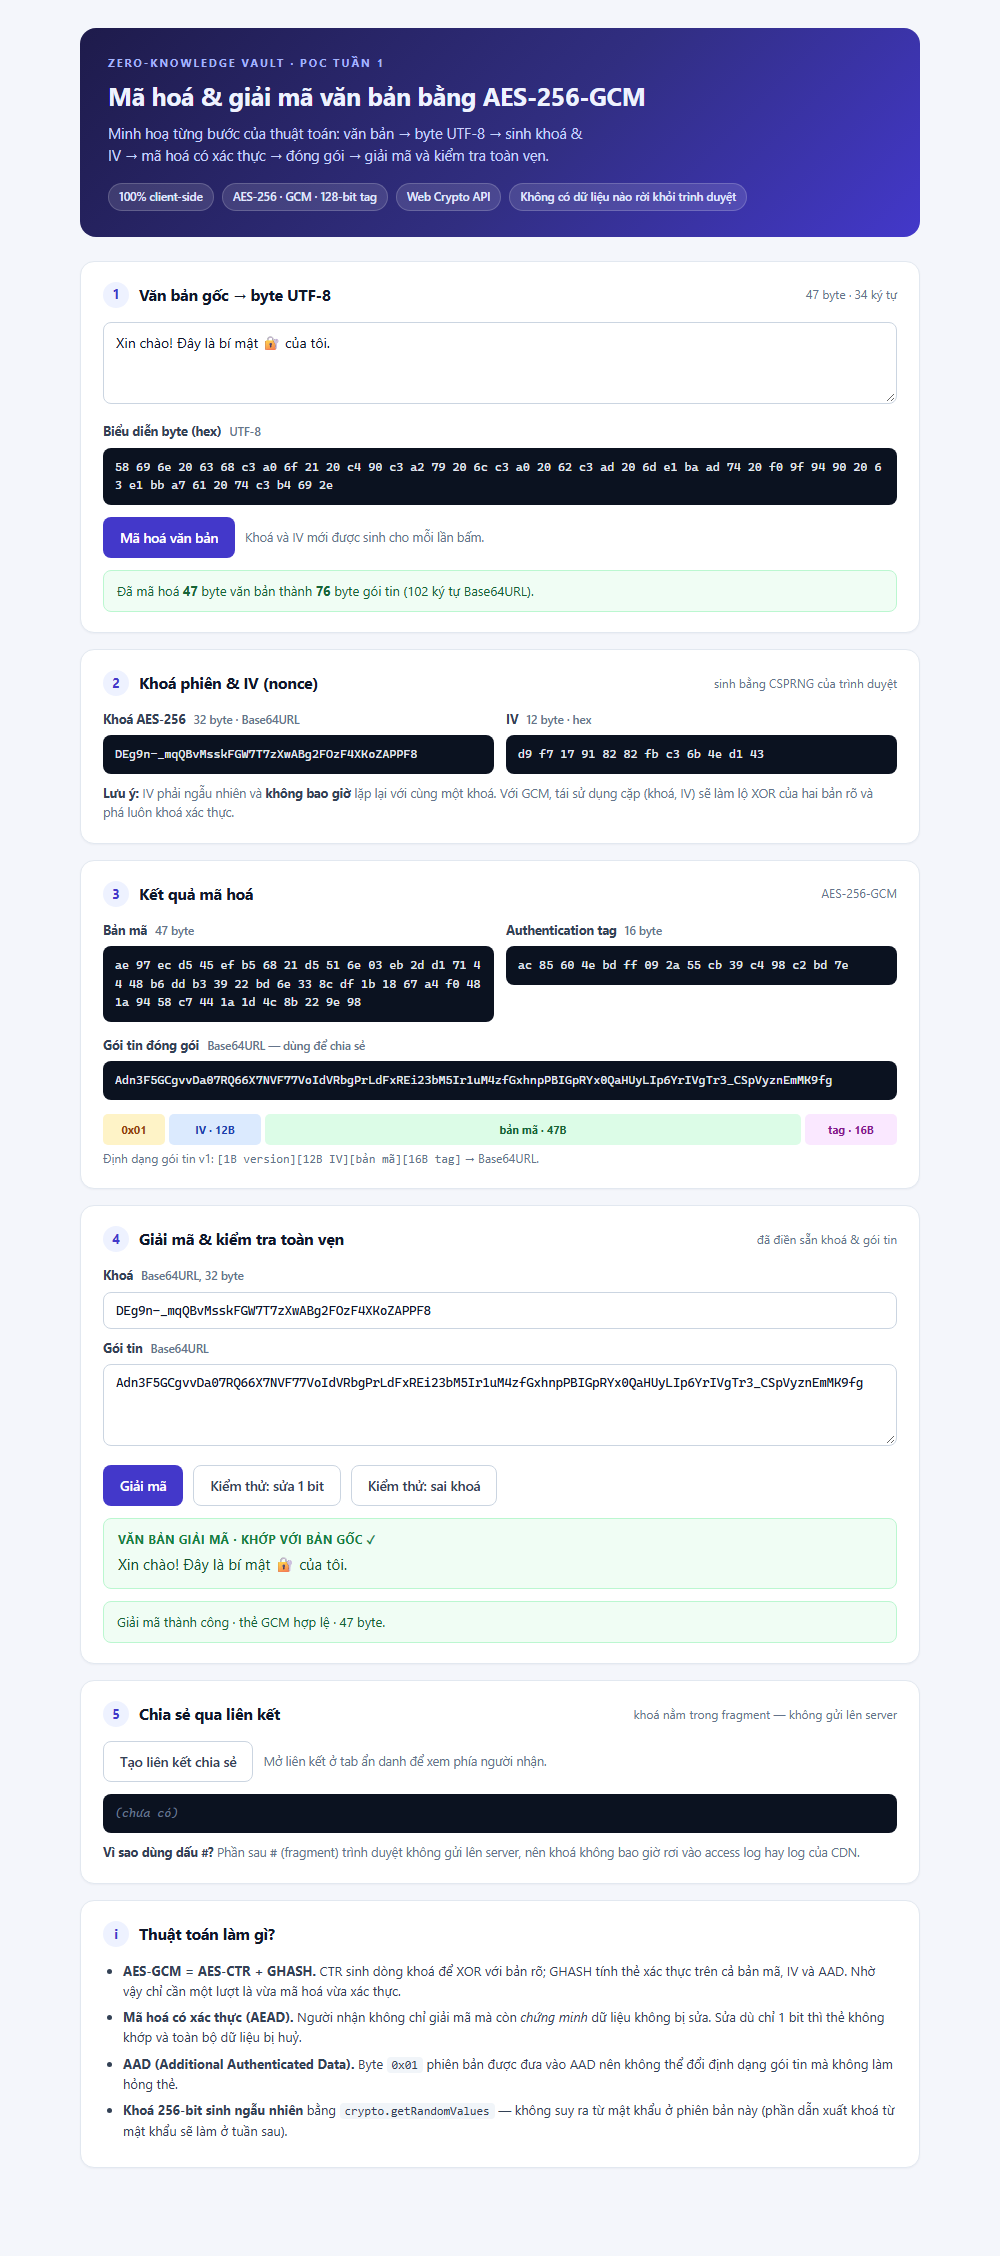 ZERO-KNOWLEDGE VAULT · POC TUẦN 1
Mã hoá & giải mã văn bản bằng AES-256-GCM
Minh hoạ từng bước của thuật toán: văn bản → byte UTF-8 → sinh khoá &
IV → mã hoá có xác thực → đóng gói → giải mã và kiểm tra toàn vẹn.
100% client-side
AES-256 · GCM · 128-bit tag
Web Crypto API
Không có dữ liệu nào rời khỏi trình duyệt
1
Văn bản gốc → byte UTF-8
47 byte · 34 ký tự
Xin chào! Đây là bí mật 🔐 của tôi.
Biểu diễn byte (hex) UTF-8
58 69 6e 20 63 68 c3 a0 6f 21 20 c4 90 c3 a2 79 20 6c c3 a0 20 62 c3 ad 20 6d e1 ba ad 74 20 f0 9f 94 90 20 6
3 e1 bb a7 61 20 74 c3 b4 69 2e
Mã hoá văn bản
Khoá và IV mới được sinh cho mỗi lần bấm.
Đã mã hoá 47 byte văn bản thành 76 byte gói tin (102 ký tự Base64URL).
2
Khoá phiên & IV (nonce)
sinh bằng CSPRNG của trình duyệt
Khoá AES-256 32 byte · Base64URL
IV 12 byte · hex
DEg9n-_mqQBvMsskFGW7T7zXwABg2FOzF4XKoZAPPF8
d9 f7 17 91 82 82 fb c3 6b 4e d1 43
Lưu ý: IV phải ngẫu nhiên và không bao giờ lặp lại với cùng một khoá. Với GCM, tái sử dụng cặp (khoá, IV) sẽ làm lộ XOR của hai bản rõ và
phá luôn khoá xác thực.
3
Kết quả mã hoá
AES-256-GCM
Bản mã 47 byte
Authentication tag 16 byte
ae 97 ec d5 45 ef b5 68 21 d5 51 6e 03 eb 2d d1 71 4
4 48 b6 dd b3 39 22 bd 6e 33 8c df 1b 18 67 a4 f0 48
1a 94 58 c7 44 1a 1d 4c 8b 22 9e 98
ac 85 60 4e bd ff 09 2a 55 cb 39 c4 98 c2 bd 7e
Gói tin đóng gói Base64URL — dùng để chia sẻ
Adn3F5GCgvvDa07RQ66X7NVF77VoIdVRbgPrLdFxREi23bM5Ir1uM4zfGxhnpPBIGpRYx0QaHUyLIp6YrIVgTr3_CSpVyznEmMK9fg
0x01
IV · 12B
bản mã · 47B
tag · 16B
Định dạng gói tin v1: [1B version][12B IV][bản mã][16B tag] → Base64URL.
4
Giải mã & kiểm tra toàn vẹn
đã điền sẵn khoá & gói tin
Khoá Base64URL, 32 byte
DEg9n-_mqQBvMsskFGW7T7zXwABg2FOzF4XKoZAPPF8
Gói tin Base64URL
Adn3F5GCgvvDa07RQ66X7NVF77VoIdVRbgPrLdFxREi23bM5Ir1uM4zfGxhnpPBIGpRYx0QaHUyLIp6YrIVgTr3_CSpVyznEmMK9fg
Giải mã
Kiểm thử: sửa 1 bit
Kiểm thử: sai khoá
VĂN BẢN GIẢI MÃ · KHỚP VỚI BẢN GỐC ✓
Xin chào! Đây là bí mật 🔐 của tôi.
Giải mã thành công · thẻ GCM hợp lệ · 47 byte.
5
Chia sẻ qua liên kết
khoá nằm trong fragment — không gửi lên server
Tạo liên kết chia sẻ
Mở liên kết ở tab ẩn danh để xem phía người nhận.
(chưa có)
Vì sao dùng dấu #? Phần sau # (fragment) trình duyệt không gửi lên server, nên khoá không bao giờ rơi vào access log hay log của CDN.
i
Thuật toán làm gì?
• AES-GCM = AES-CTR + GHASH. CTR sinh dòng khoá để XOR với bản rõ; GHASH tính thẻ xác thực trên cả bản mã, IV và AAD. Nhờ
vậy chỉ cần một lượt là vừa mã hoá vừa xác thực.
• Mã hoá có xác thực (AEAD). Người nhận không chỉ giải mã mà còn chứng minh dữ liệu không bị sửa. Sửa dù chỉ 1 bit thì thẻ không
khớp và toàn bộ dữ liệu bị huỷ.
• AAD (Additional Authenticated Data). Byte 0x01 phiên bản được đưa vào AAD nên không thể đổi định dạng gói tin mà không làm
hỏng thẻ.
• Khoá 256-bit sinh ngẫu nhiên bằng crypto.getRandomValues — không suy ra từ mật khẩu ở phiên bản này (phần dẫn xuất khoá từ
mật khẩu sẽ làm ở tuần sau).